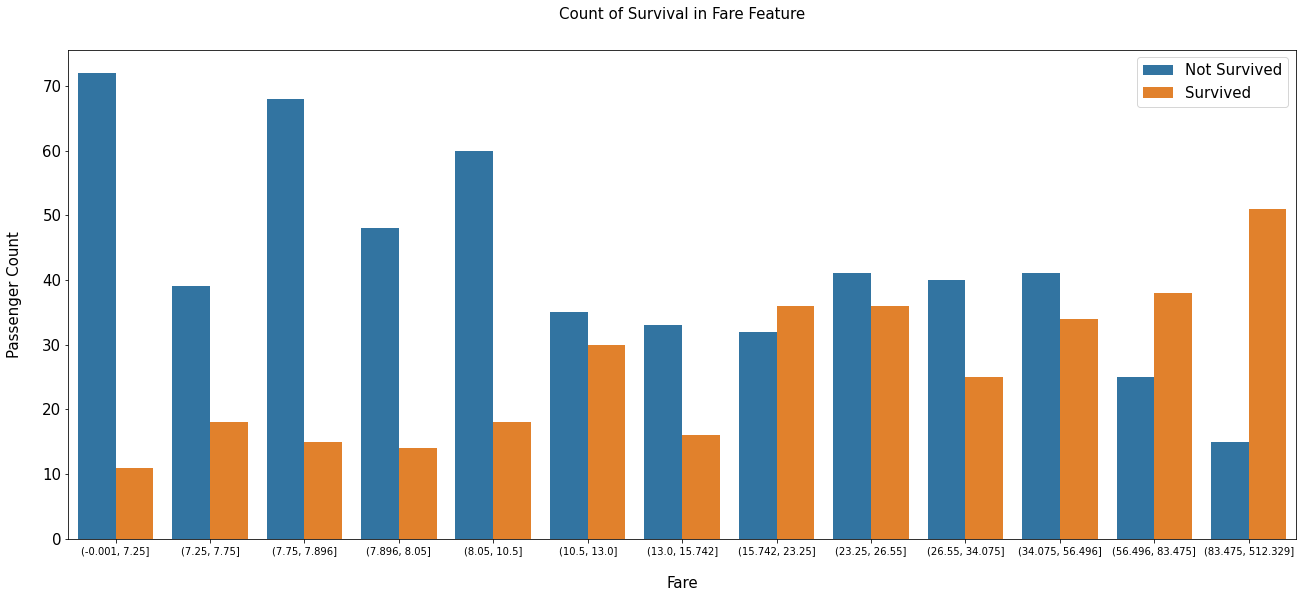 Count of Survival in Fare Feature
Not Survived
Survived
Passenger Count
70
60
50
40
30
20
10
0
(-0.001, 7.25] (7.25, 7.75] (7.75, 7.896] (7.896, 8.05] (8.05, 10.5] (10.5, 13.0] (13.0, 15.742] (15.742, 23.25] (23.25, 26.55] (26.55, 34.075] (34.075, 56.496] (56.496, 83.475] (83.475, 512.329]
Fare